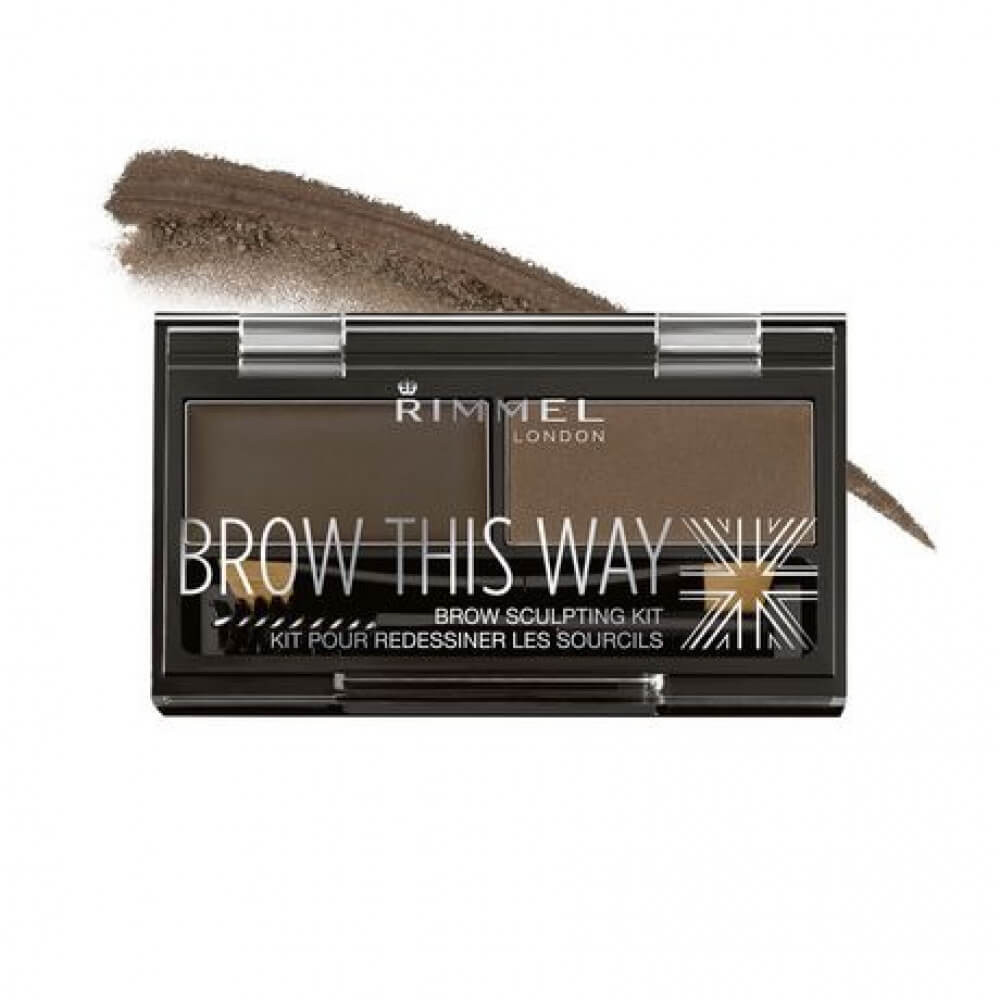 RIMMEL
LONDON
BROW THIS WAY
BROW SCULPTING KIT
KIT POUR REDESSINER LES SOURCILS